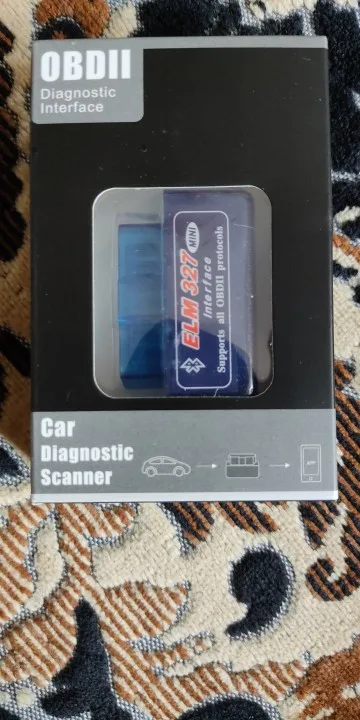 OBDII
Diagnostic
Interface
ELM 327 MINI
Interface
Supports all OBDII protocols
Car
Diagnostic
Scanner